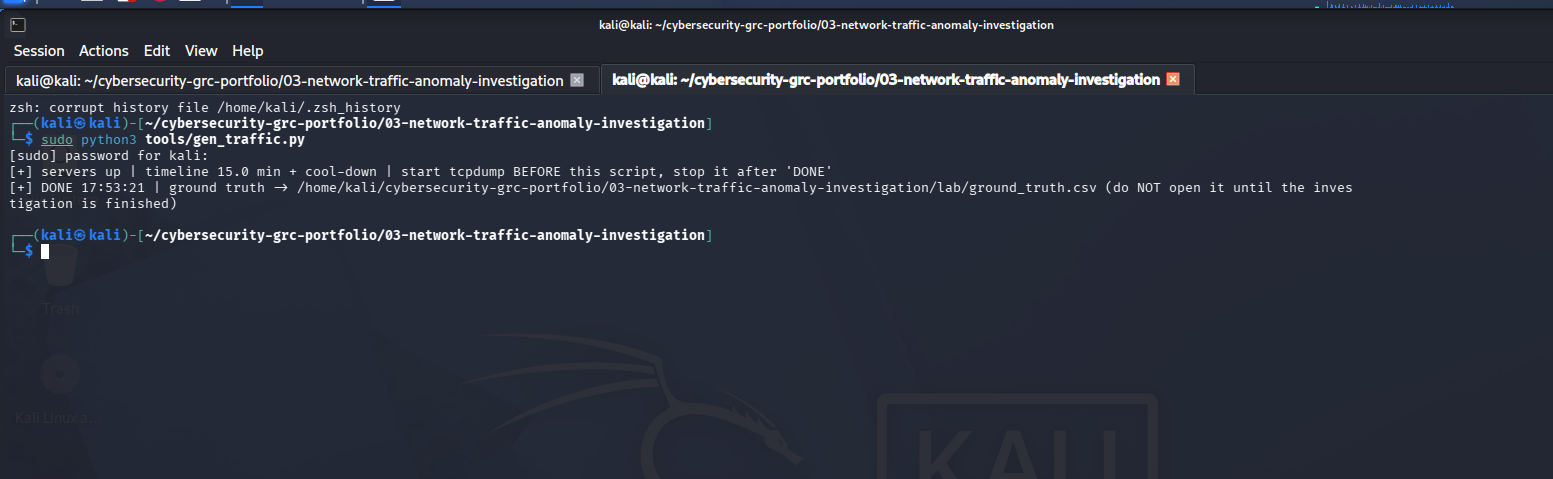 kali@kali: ~/cybersecurity-grc-portfolio/03-network-traffic-anomaly-investigation
Session Actions Edit View Help
kali@kali: ~/cybersecurity-grc-portfolio/03-network-traffic-anomaly-investigation
kali@kali: ~/cybersecurity-grc-portfolio/03-network-traffic-anomaly-investigation
zsh: corrupt history file /home/kali/.zsh_history
┌──(kali㉿kali)-[~/cybersecurity-grc-portfolio/03-network-traffic-anomaly-investigation]
└─$ sudo python3 tools/gen_traffic.py
[sudo] password for kali:
[+] servers up | timeline 15.0 min + cool-down | start tcpdump BEFORE this script, stop it after 'DONE'
[+] DONE 17:53:21 | ground truth → /home/kali/cybersecurity-grc-portfolio/03-network-traffic-anomaly-investigation/lab/ground_truth.csv (do NOT open it until the inves
tigation is finished)
┌──(kali㉿kali)-[~/cybersecurity-grc-portfolio/03-network-traffic-anomaly-investigation]
└─$
Trash
Kali Linux a...
KALI